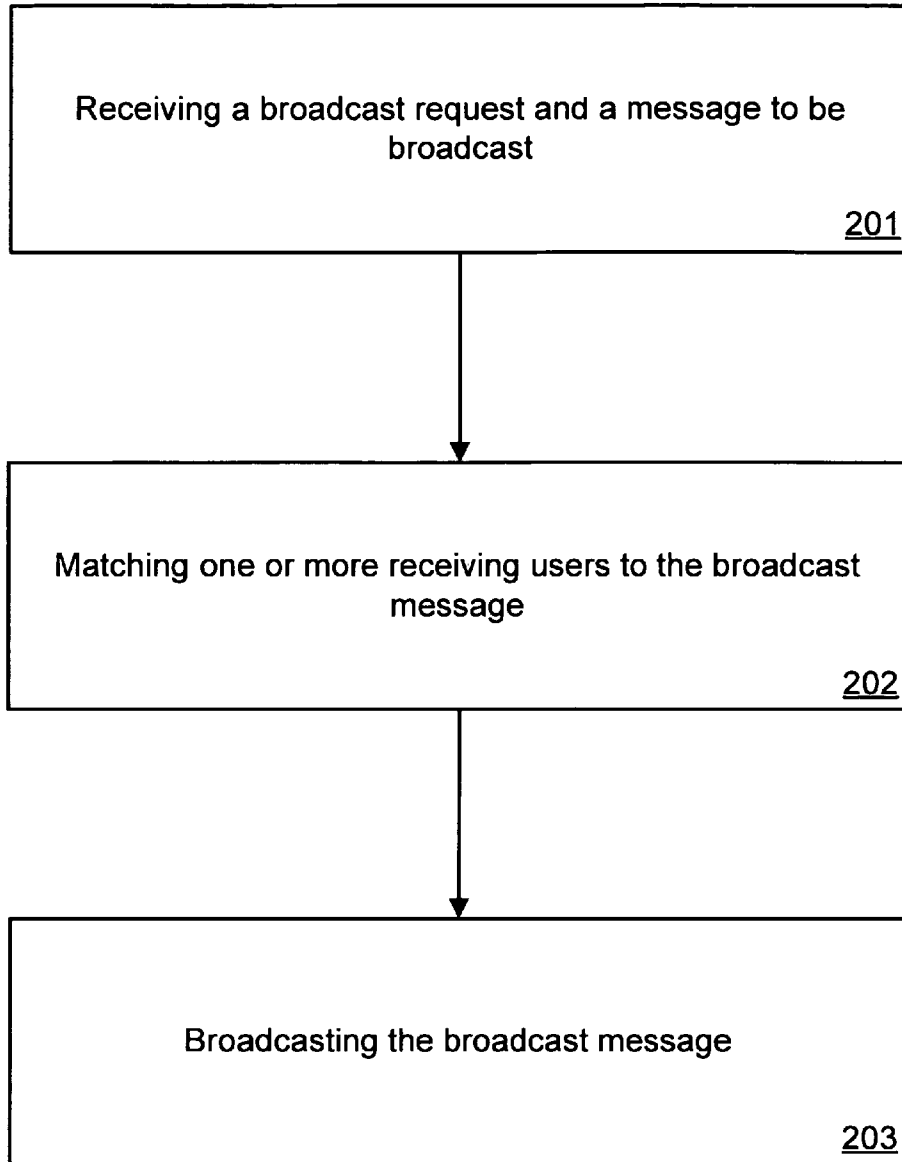 Receiving a broadcast request and a message to be
broadcast
201
Matching one or more receiving users to the broadcast
message
202
Broadcasting the broadcast message
203